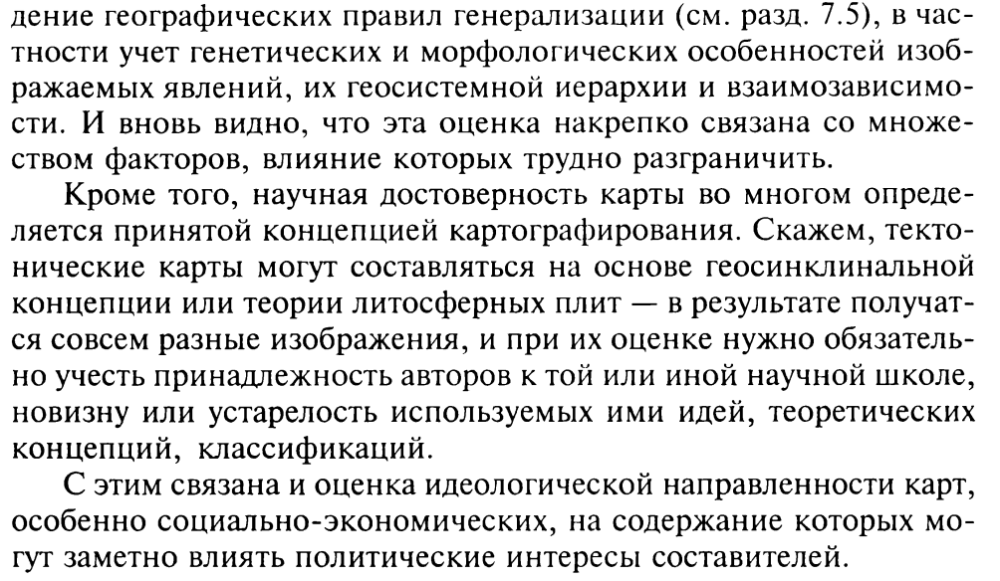 дение географических правил генерализации (см. разд. 7.5), в час-
тности учет генетических и морфологических особенностей изоб-
ражаемых явлений, их геосистемной иерархии и взаимозависимо-
сти. И вновь видно, что эта оценка накрепко связана со множе-
ством факторов, влияние которых трудно разграничить.
Кроме того, научная достоверность карты во многом опреде-
ляется принятой концепцией картографирования. Скажем, текто-
нические карты могут составляться на основе геосинклинальной
концепции или теории литосферных плит — в результате получат-
ся совсем разные изображения, и при их оценке нужно обязатель-
но учесть принадлежность авторов к той или иной научной школе,
новизну или устарелость используемых ими идей, теоретических
концепций, классификаций.
С этим связана и оценка идеологической направленности карт,
особенно социально-экономических, на содержание которых мо-
гут заметно влиять политические интересы составителей.